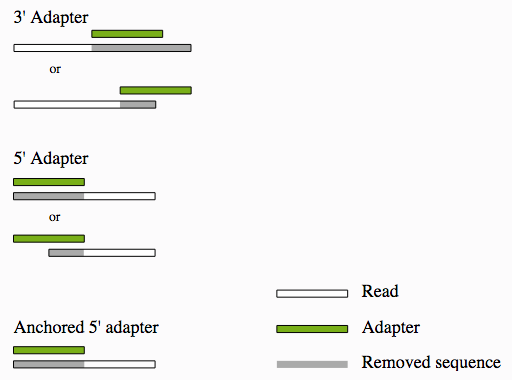 3' Adapter
or
5' Adapter
or
Anchored 5' adapter
Read
Adapter
Removed sequence